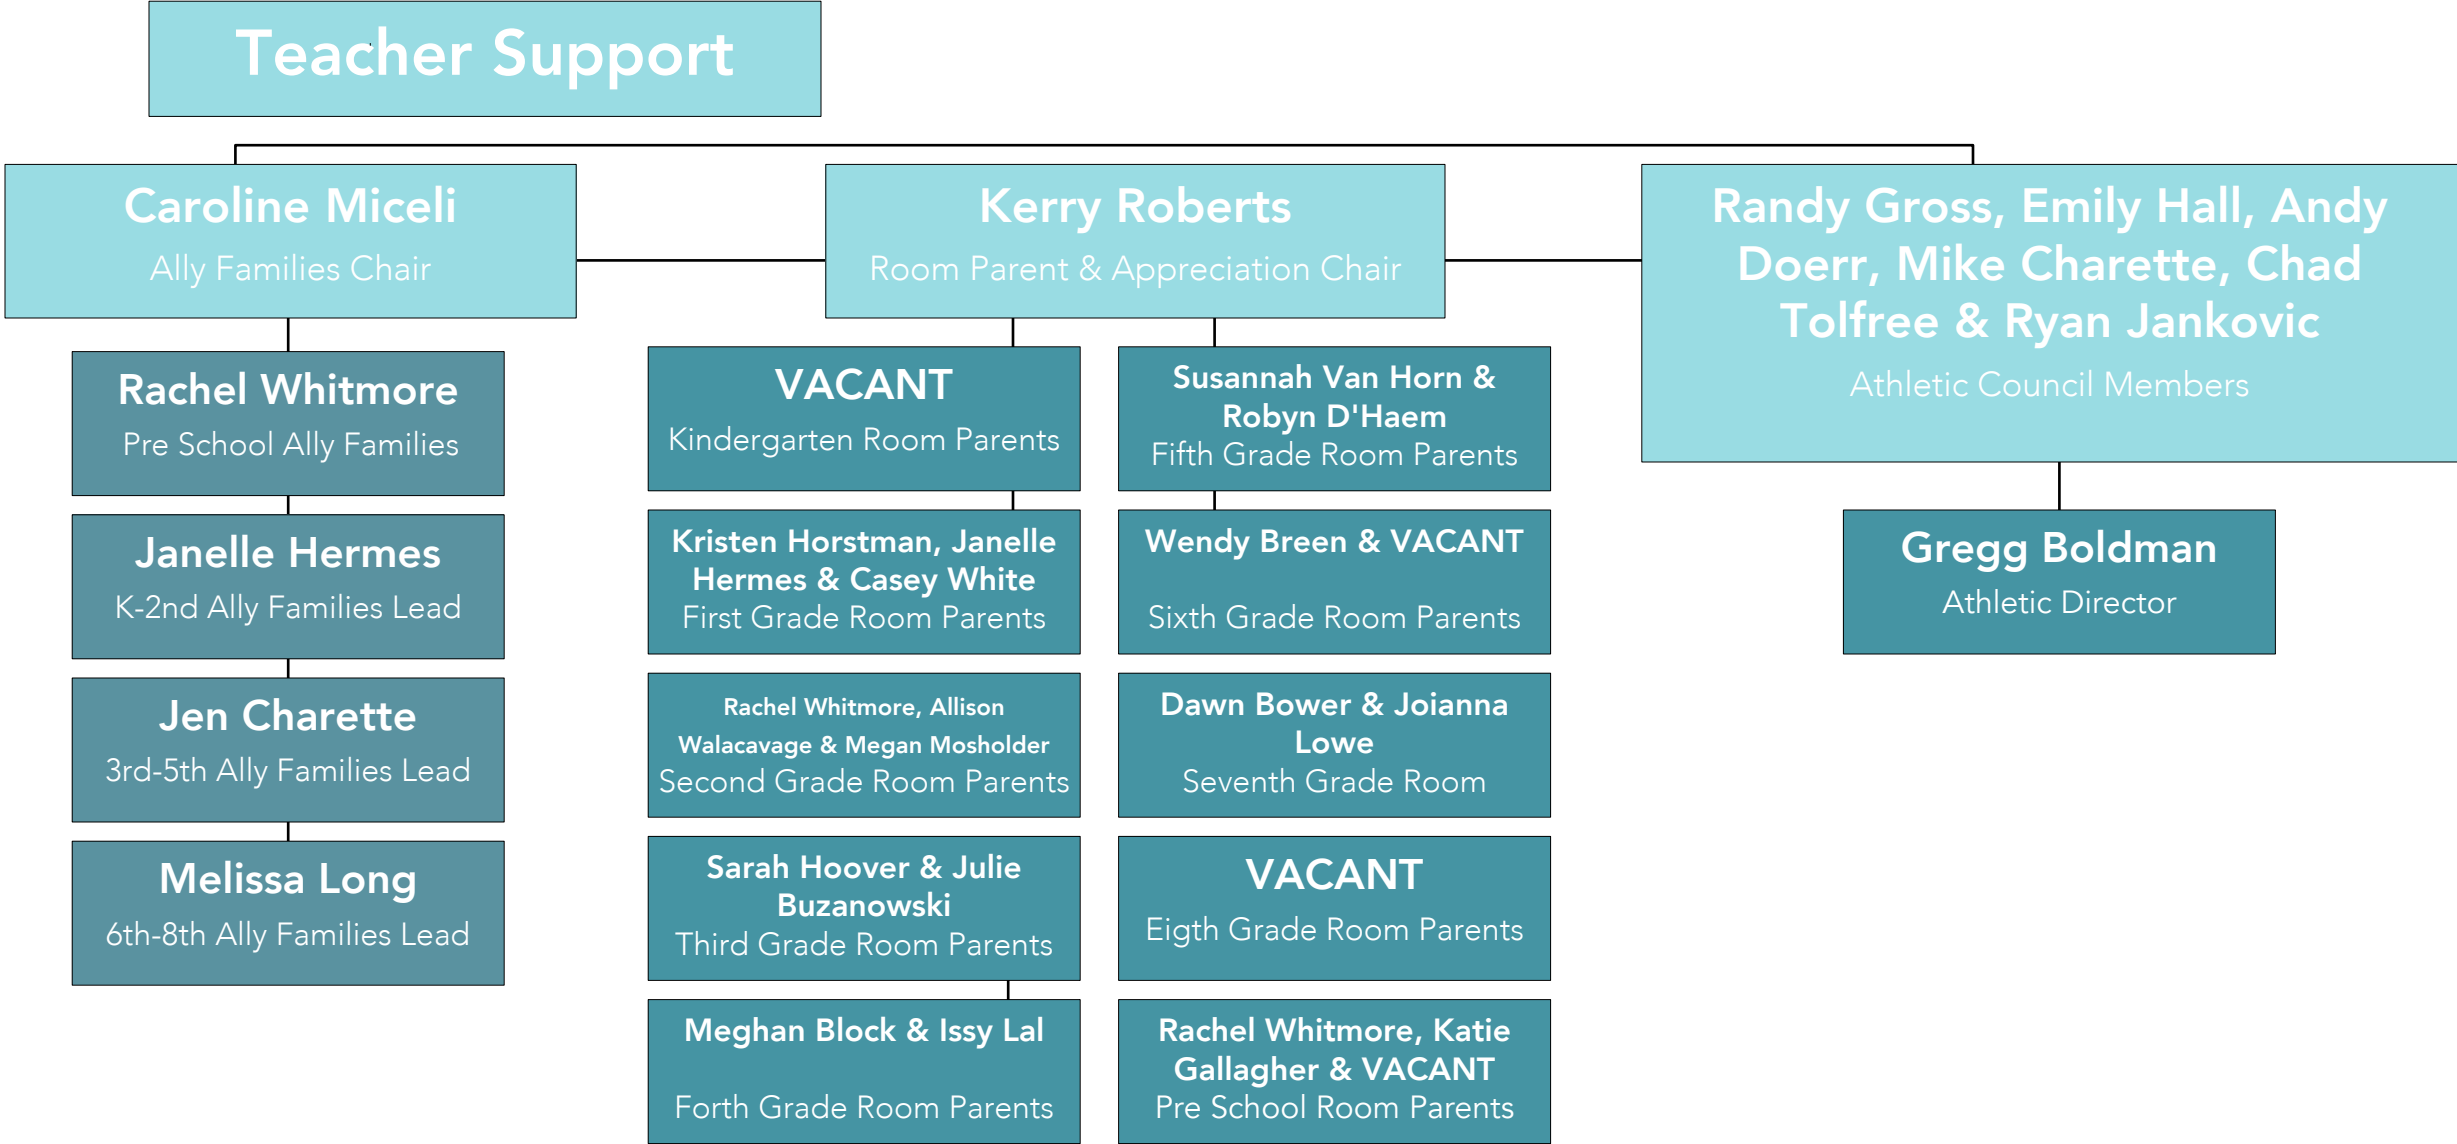 Teacher Support
Caroline Miceli
Ally Families Chair
Kerry Roberts
Room Parent & Appreciation Chair
Randy Gross, Emily Hall, Andy
Doerr, Mike Charette, Chad
Tolfree & Ryan Jankovic
Athletic Council Members
Rachel Whitmore
Pre School Ally Families
Janelle Hermes
K-2nd Ally Families Lead
Jen Charette
3rd-5th Ally Families Lead
Melissa Long
6th-8th Ally Families Lead
VACANT
Kindergarten Room Parents
Kristen Horstman, Janelle
Hermes & Casey White
First Grade Room Parents
Rachel Whitmore, Allison
Walacavage & Megan Mosholder
Second Grade Room Parents
Sarah Hoover & Julie
Buzanowski
Third Grade Room Parents
Meghan Block & Issy Lal
Forth Grade Room Parents
Susannah Van Horn &
Robyn D'Haem
Fifth Grade Room Parents
Wendy Breen & VACANT
Sixth Grade Room Parents
Dawn Bower & Joianna
Lowe
Seventh Grade Room
VACANT
Eigth Grade Room Parents
Rachel Whitmore, Katie
Gallagher & VACANT
Pre School Room Parents
Gregg Boldman
Athletic Director